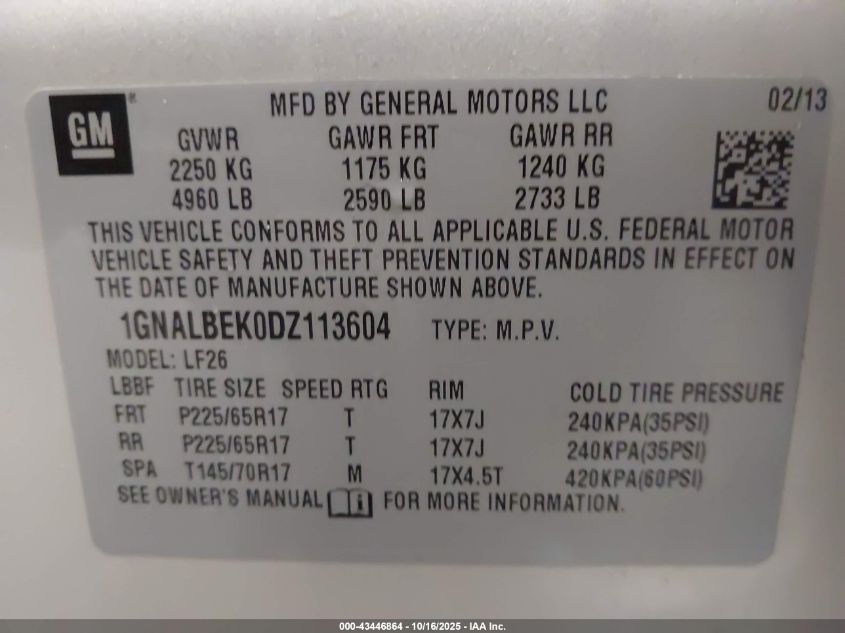 GM ® MFD BY GENERAL MOTORS LLC 02/13
GVWR GAWR FRT GAWR RR
2250 KG 1175 KG 1240 KG
4960 LB 2590 LB 2733 LB
THIS VEHICLE CONFORMS TO ALL APPLICABLE U.S. FEDERAL MOTOR
VEHICLE SAFETY AND THEFT PREVENTION STANDARDS IN EFFECT ON
THE DATE OF MANUFACTURE SHOWN ABOVE.
1GNALBEK0DZ113604 TYPE: M.P.V.
MODEL: LF26
LBBF TIRE SIZE SPEED RTG RIM COLD TIRE PRESSURE
FRT P225/65R17 T 17X7J 240KPA(35PSI)
RR P225/65R17 T 17X7J 240KPA(35PSI)
SPA T145/70R17 M 17X4.5T 420KPA(60PSI)
SEE OWNER'S MANUAL i FOR MORE INFORMATION.
000-43446864 - 10/16/2025 - IAA Inc.